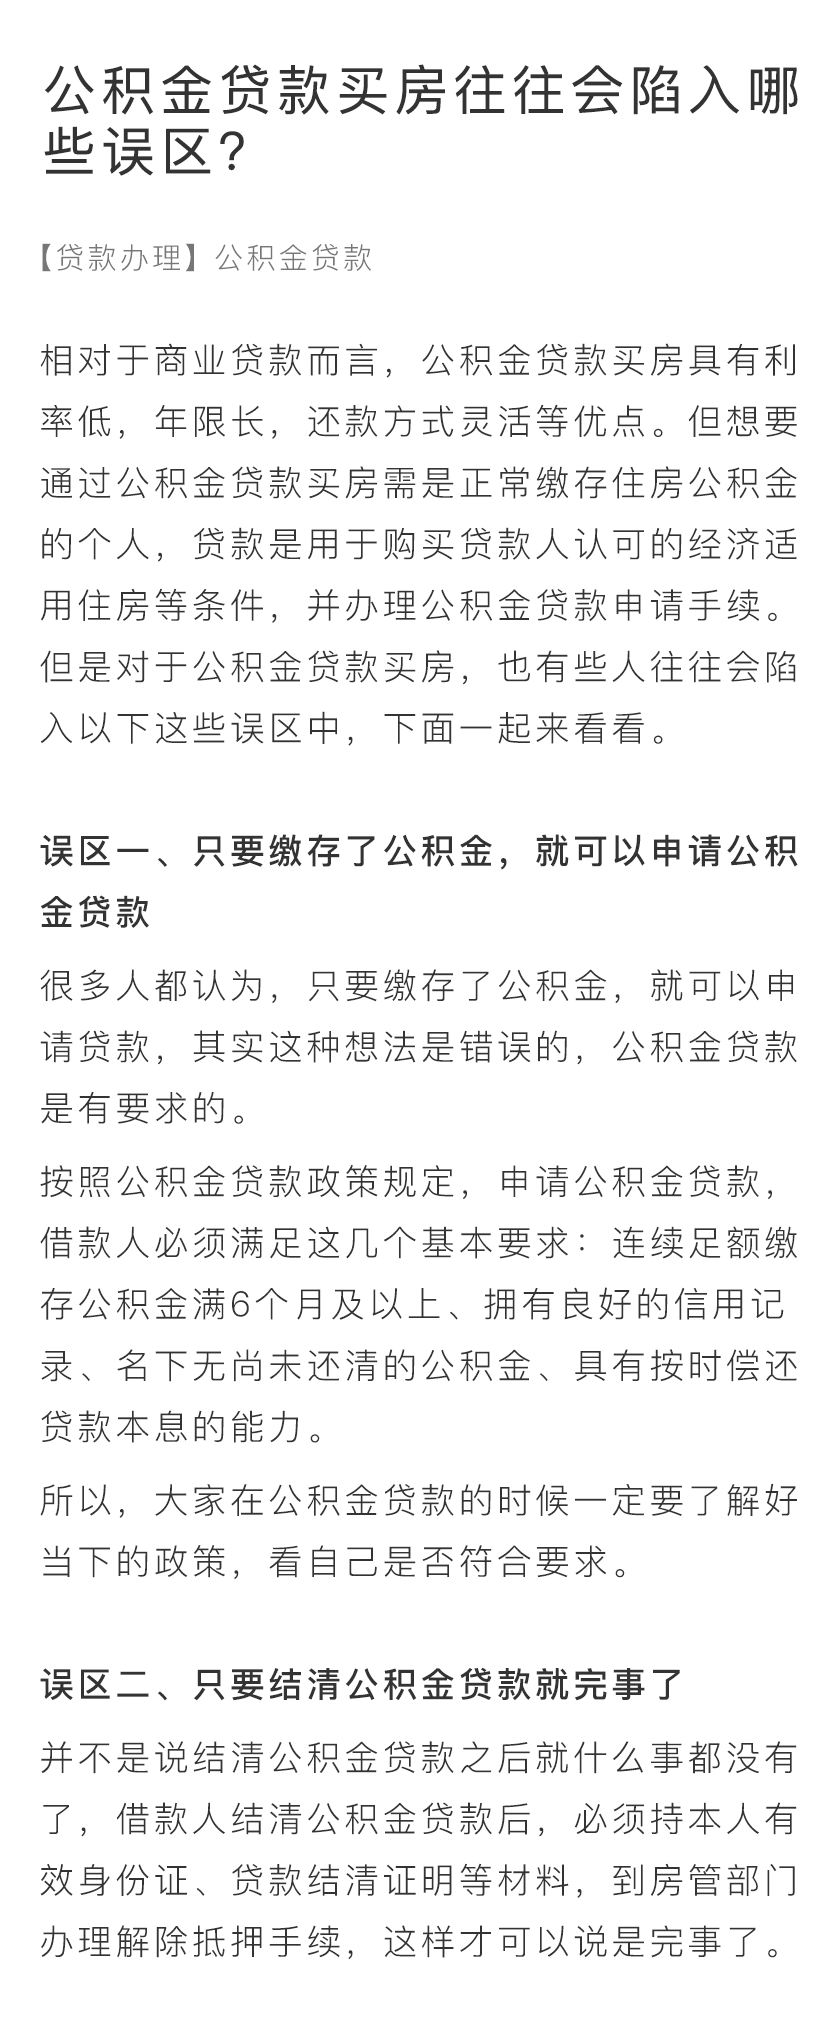 公积金贷款买房往往会陷入哪
些误区?
【贷款办理】公积金贷款
相对于商业贷款而言，公积金贷款买房具有利
率低，年限长，还款方式灵活等优点。但想要
通过公积金贷款买房需是正常缴存住房公积金
的个人，贷款是用于购买贷款人认可的经济适
用住房等条件，并办理公积金贷款申请手续。
但是对于公积金贷款买房，也有些人往往会陷
入以下这些误区中，下面一起来看看。
误区一、只要缴存了公积金，就可以申请公积
金贷款
很多人都认为，只要缴存了公积金，就可以申
请贷款，其实这种想法是错误的，公积金贷款
是有要求的。
按照公积金贷款政策规定，申请公积金贷款，
借款人必须满足这几个基本要求：连续足额缴
存公积金满6个月及以上、拥有良好的信用记
录、名下无尚未还清的公积金、具有按时偿还
贷款本息的能力。
所以，大家在公积金贷款的时候一定要了解好
当下的政策，看自己是否符合要求。
误区二、只要结清公积金贷款就完事了
并不是说结清公积金贷款之后就什么事都没有
了，借款人结清公积金贷款后，必须持本人有
效身份证、贷款结清证明等材料，到房管部门
办理解除抵押手续，这样才可以说是完事了。